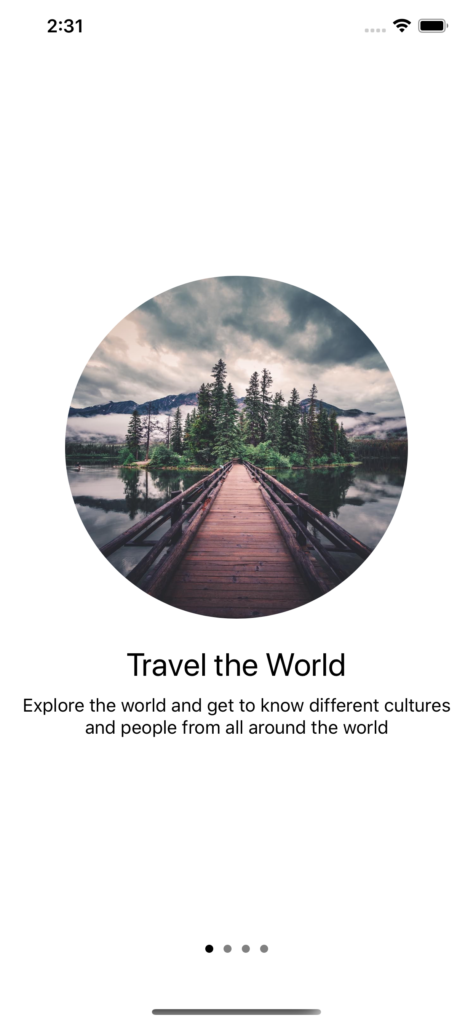 2:31
Travel the World
Explore the world and get to know different cultures
and people from all around the world